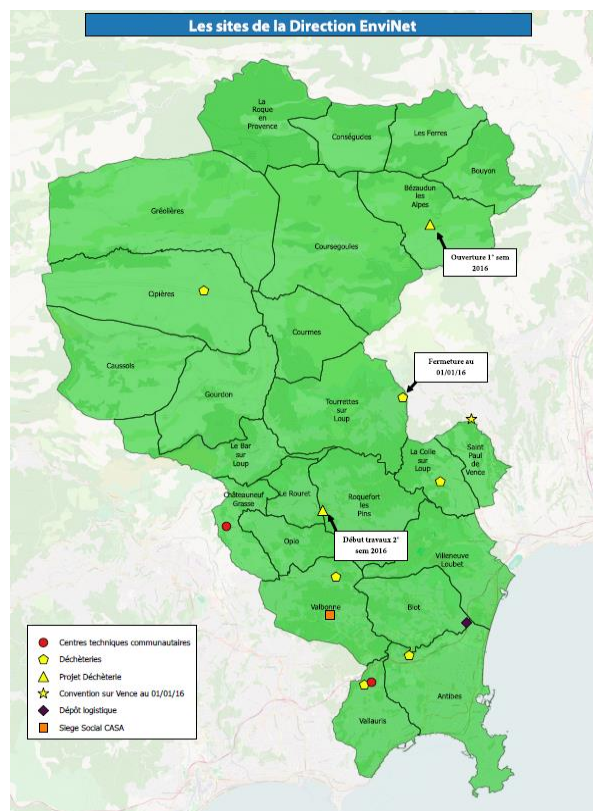 Les sites de la Direction EnviNet
La
Roque
en
Provence
Conségudes
Les Ferres
Bouyon
Bézaudun
les
Alpes
Gréolières
Coursegoules
Ouverture 1° sem
2016
Cipières
Courmes
Caussols
Fermeture au
01/01/16
Gourdon
Tourrettes
sur
Loup
Le Bar
sur
Loup
La Colle
sur
Loup
Saint
Paul
de
Vence
Châteauneuf
Grasse
Le Rouret
Roquefort
les
Pins
Opio
Début travaux 2°
sem 2016
Villeneuve
Loubet
Valbonne
Biot
Antibes
Vallauris
Centres techniques communautaires
Déchèteries
Projet Déchèterie
Convention sur Vence au 01/01/16
Dépôt logistique
Siege Social CASA